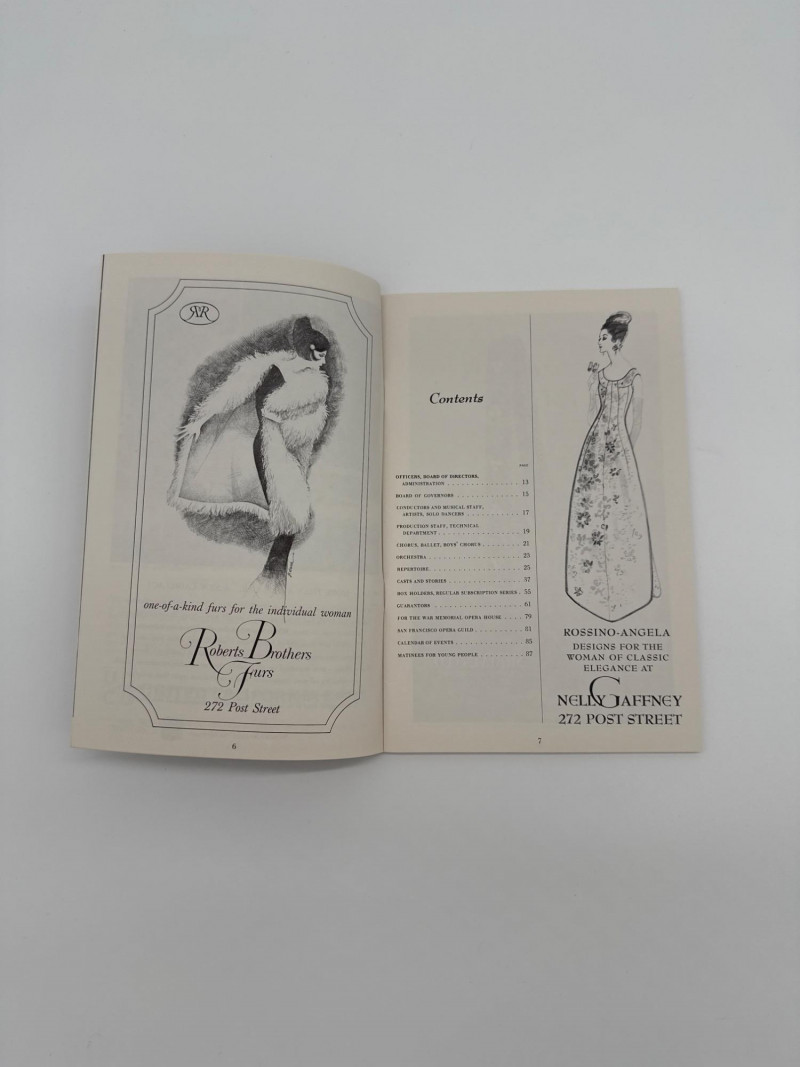 RR
one-of-a-kind furs for the individual woman
Roberts Brothers
Furs
272 Post Street
6
Contents
PAGE
OFFICERS, BOARD OF DIRECTORS,
ADMINISTRATION . . . . . . . . . . . . . . 13
BOARD OF GOVERNORS . . . . . . . . . . . . 15
CONDUCTORS AND MUSICAL STAFF,
ARTISTS, SOLO DANCERS . . . . . . . . . . . 17
PRODUCTION STAFF, TECHNICAL
DEPARTMENT . . . . . . . . . . . . . . . 19
CHORUS, BALLET, BOYS' CHORUS . . . . . . . 21
ORCHESTRA . . . . . . . . . . . . . . . . 23
REPERTOIRE . . . . . . . . . . . . . . . . 25
CASTS AND STORIES . . . . . . . . . . . . . 37
BOX HOLDERS, REGULAR SUBSCRIPTION SERIES . 55
GUARANTORS . . . . . . . . . . . . . . . . 61
FOR THE WAR MEMORIAL OPERA HOUSE . . . . 79
SAN FRANCISCO OPERA GUILD . . . . . . . . . 81
CALENDAR OF EVENTS . . . . . . . . . . . . 85
MATINEES FOR YOUNG PEOPLE . . . . . . . . . 87
ROSSINO-ANGELA
DESIGNS FOR THE
WOMAN OF CLASSIC
ELEGANCE AT
NELLY GAFFNEY
272 POST STREET
7